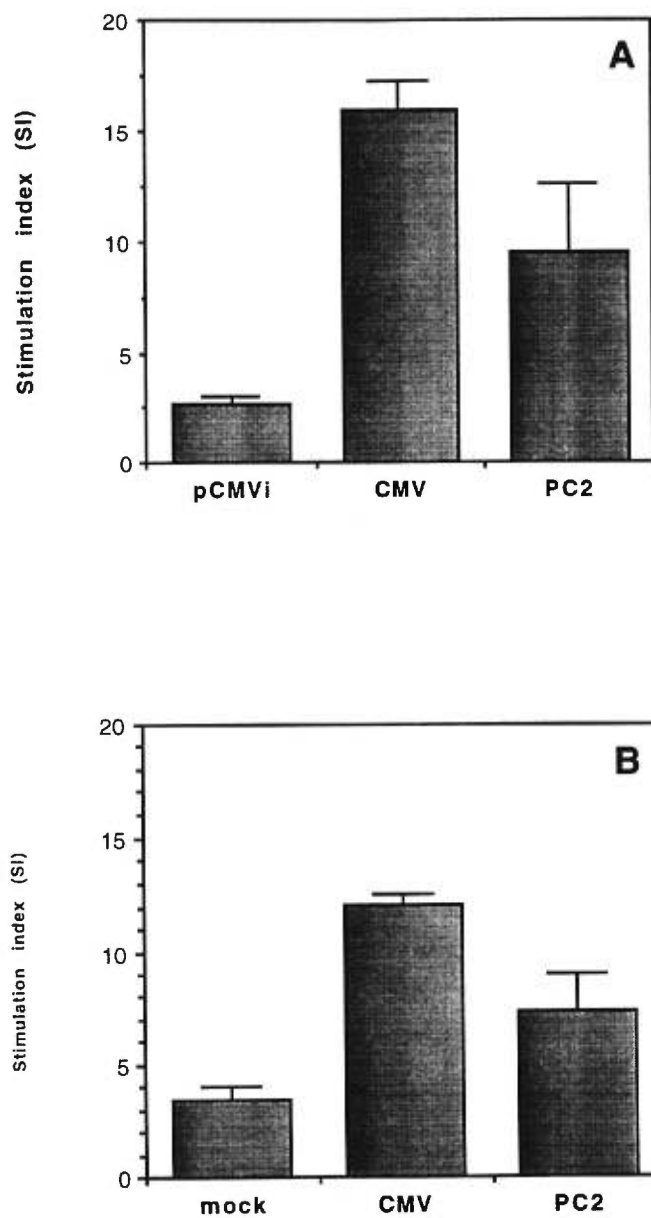 A
Stimulation index (SI)
20
15
10
5
0
pCMVi CMV PC2
B
Stimulation index (SI)
20
15
10
5
0
mock CMV PC2